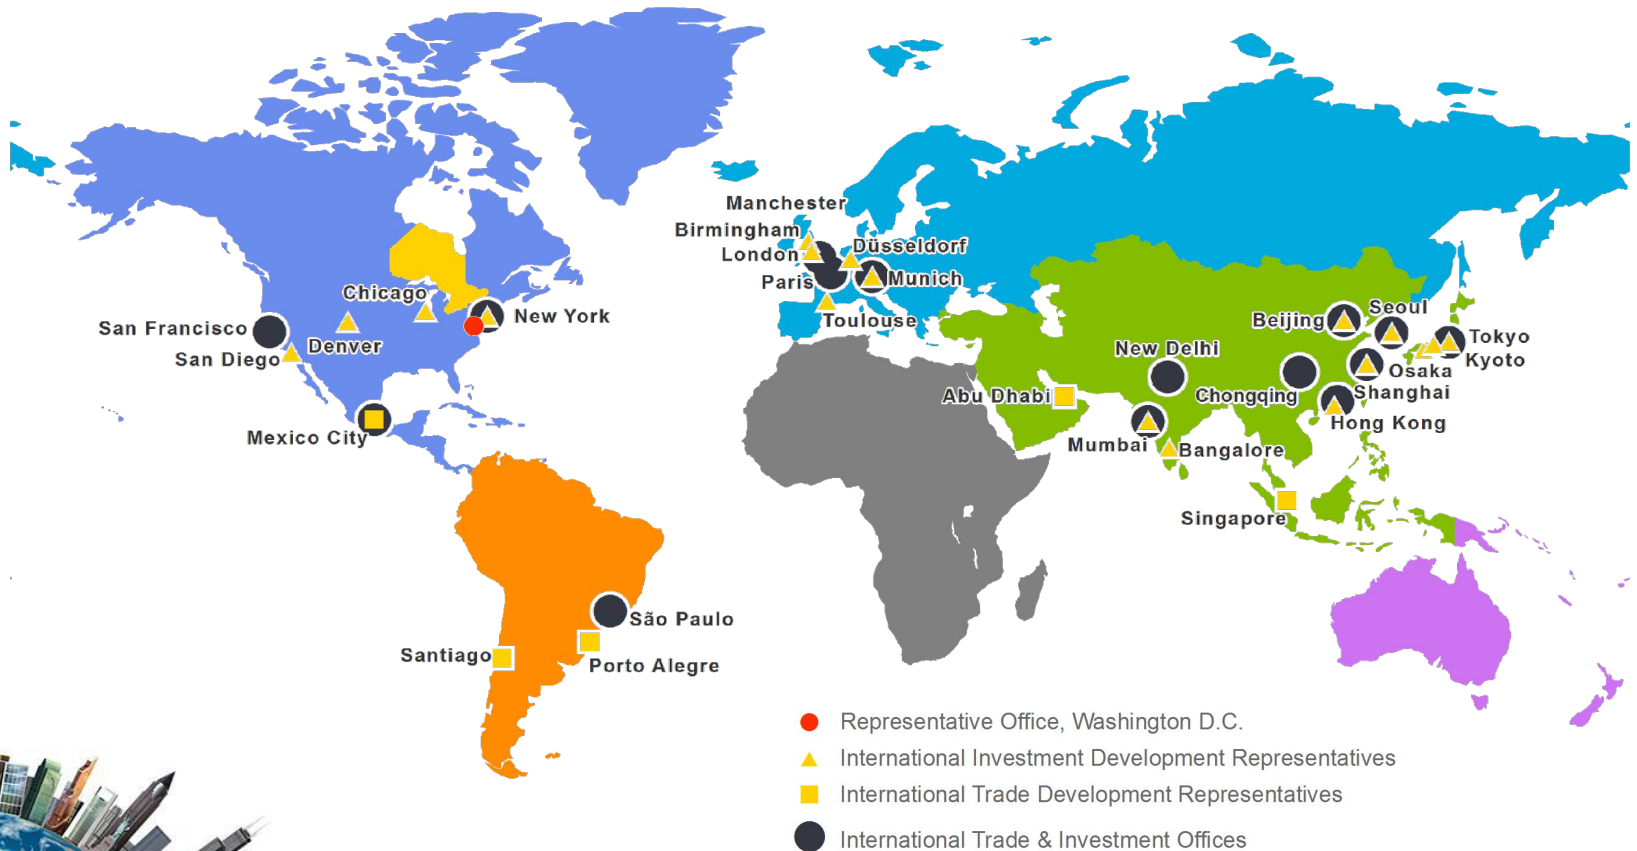 Manchester
Birmingham
London
Düsseldorf
Paris
Munich
Toulouse
Chicago
New York
San Francisco
Denver
San Diego
Mexico City
Beijing
Seoul
Tokyo
Kyoto
Osaka
New Delhi
Chongqing
Shanghai
Abu Dhabi
Hong Kong
Mumbai
Bangalore
Singapore
São Paulo
Santiago
Porto Alegre
Representative Office, Washington D.C.
International Investment Development Representatives
International Trade Development Representatives
International Trade & Investment Offices